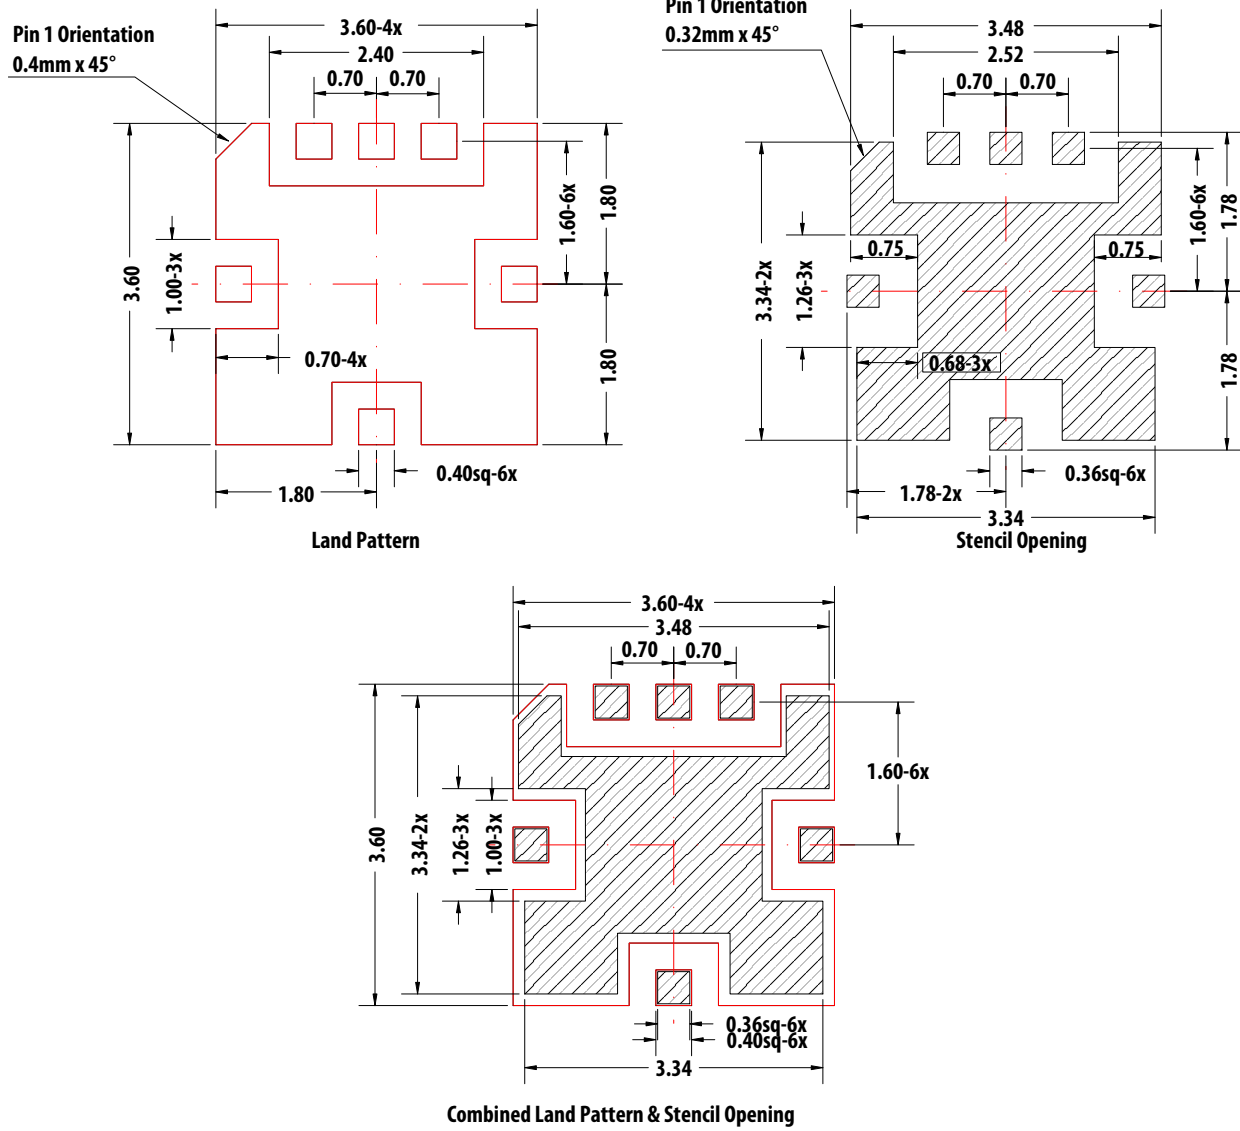 Pin 1 Orientation
0.4mm x 45°
3.60-4x
2.40
0.70
0.70
3.60
1.00-3x
0.70-4x
1.60-6x
1.80
1.80
0.40sq-6x
1.80
Land Pattern
Pin 1 Orientation
0.32mm x 45°
3.48
2.52
0.70
0.70
3.34-2x
1.26-3x
0.75
0.75
0.68-3x
1.60-6x
1.78
1.78
0.36sq-6x
1.78-2x
3.34
Stencil Opening
3.60-4x
3.48
0.70
0.70
3.60
3.34-2x
1.26-3x
1.00-3x
1.60-6x
0.36sq-6x
0.40sq-6x
3.34
Combined Land Pattern & Stencil Opening